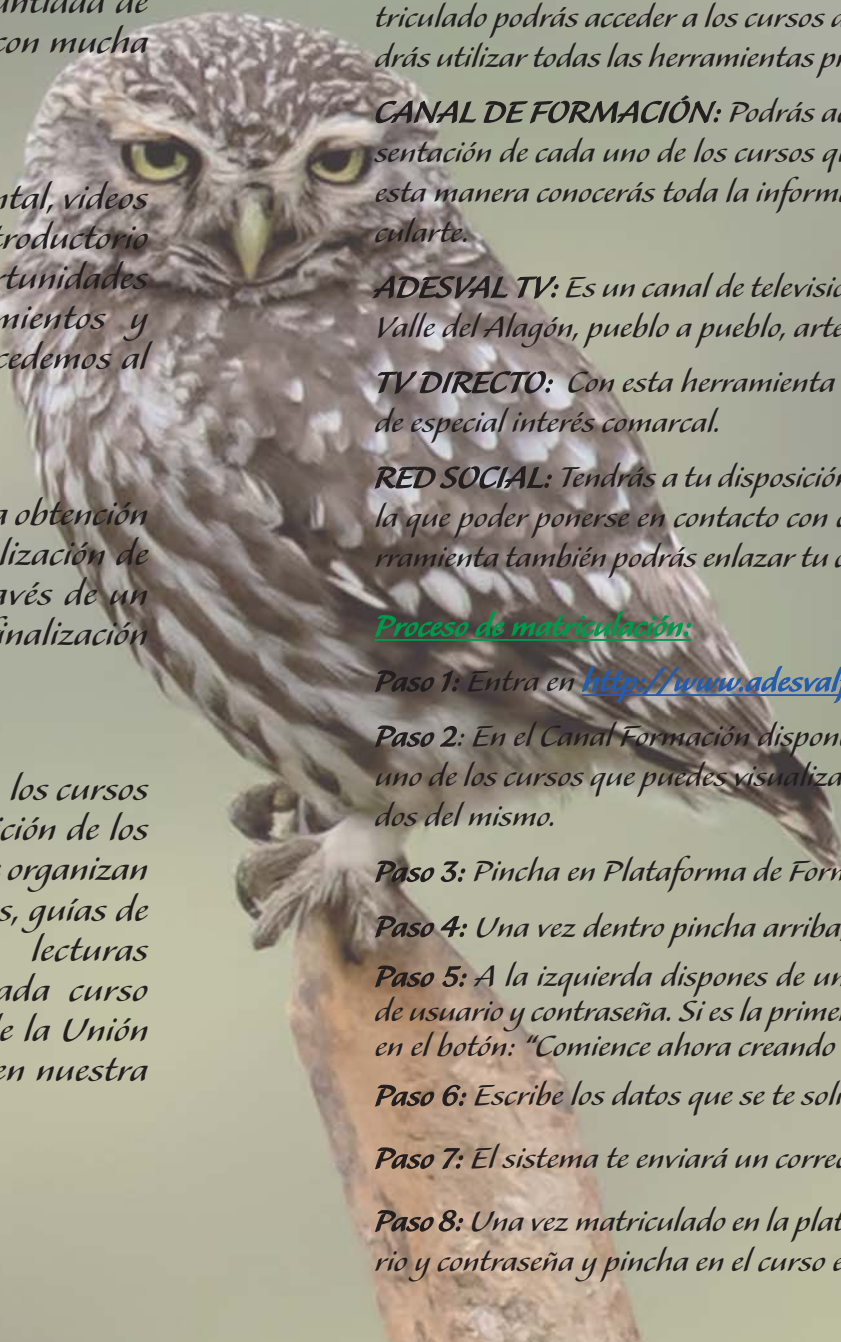 antidad de
con mucha
ntal, videos
troductorio
rtunidades
mientos y
cedemos al
a obtención
lización de
avés de un
finalización
los cursos
ición de los
organizan
s, guías de
lecturas
ada curso
de la Unión
en nuestra
triculado podrás acceder a los cursos
drás utilizar todas las herramientas
CANAL DE FORMACIÓN: Podrás
sentación de cada uno de los cursos
esta manera conocerás toda la
cularte.
ADESVAL TV: Es un canal de
Valle del Alagón, pueblo a pueblo,
TV DIRECTO: Con esta herramienta
de especial interés comarcal.
RED SOCIAL: Tendrás a tu disposición
la que poder ponerse en contacto con
rramienta también podrás enlazar tu
Proceso de matriculación:
Paso 1: Entra en http://www.adesval
Paso 2: En el Canal Formación
uno de los cursos que puedes
dos del mismo.
Paso 3: Pincha en Plataforma de
Paso 4: Una vez dentro pincha arriba
Paso 5: A la izquierda dispones de un
de usuario y contraseña. Si es la
en el botón: "Comience ahora creando
Paso 6: Escribe los datos que se te
Paso 7: El sistema te enviará un
Paso 8: Una vez matriculado en la
rio y contraseña y pincha en el curso